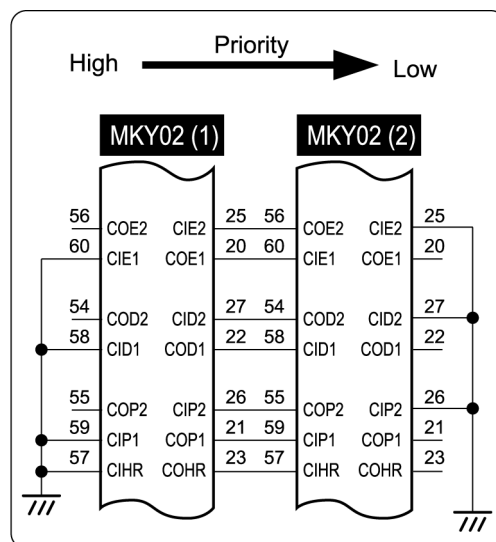 Priority
High Low
MKY02 (1) MKY02 (2)
56 COE2 CIE2 25 56 COE2 CIE2 25
60 CIE1 COE1 20 60 CIE1 COE1 20
54 COD2 CID2 27 54 COD2 CID2 27
58 CID1 COD1 22 58 CID1 COD1 22
55 COP2 CIP2 26 55 COP2 CIP2 26
59 CIP1 COP1 21 59 CIP1 COP1 21
57 CIHR COHR 23 57 CIHR COHR 23